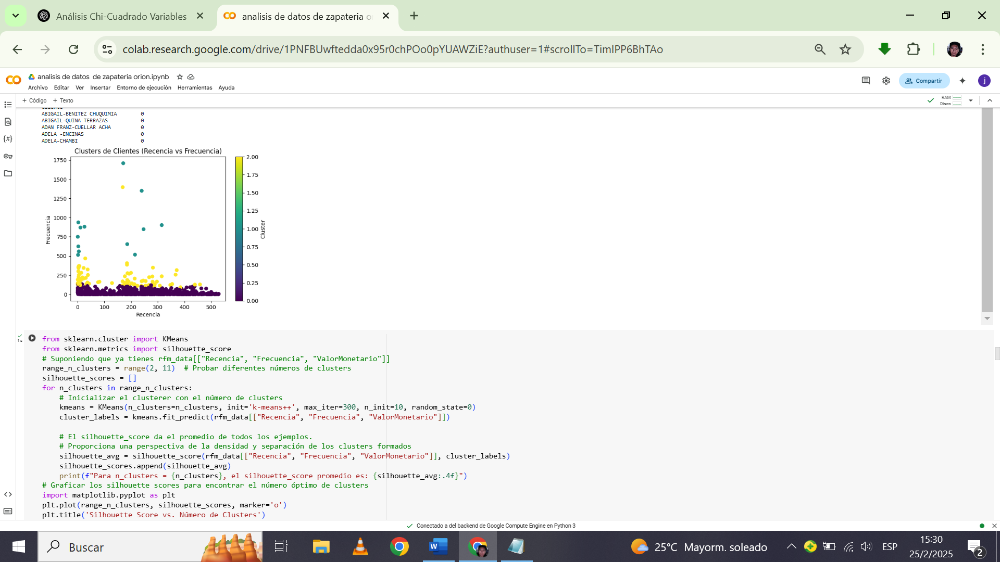 Análisis Chi-Cuadrado Variables
analisis de datos de zapateria o
colab.research.google.com/drive/1PNFBUwftedda0x95r0chPOo0pYUAWZiE?authuser=1#scrollTo=TimlPP6BhTAo
analisis de datos de zapateria orion.ipynb
Archivo Editar Ver Insertar Entorno de ejecución Herramientas Ayuda
Compartir
j
+ Código + Texto
RAM
Disco
Cliente
ABIGAIL-BENITEZ CHUQUIMIA 0
ABIGAIL-QUINA TERRAZAS 0
ADAN FRANZ-CUELLAR ACHA 0
ADELA -ENCINAS 0
ADELA-CHAMBI 0
Clusters de Clientes (Recencia vs Frecuencia)
1750
1500
1250
1000
750
500
250
0
Frecuencia
0 100 200 300 400 500
Recencia
2.00
1.75
1.50
1.25
1.00
0.75
0.50
0.25
0.00
Cluster
1 s
from sklearn.cluster import KMeans
from sklearn.metrics import silhouette_score
# Suponiendo que ya tienes rfm_data[["Recencia", "Frecuencia", "ValorMonetario"]]
range_n_clusters = range(2, 11)  # Probar diferentes números de clusters
silhouette_scores = []
for n_clusters in range_n_clusters:
    # Inicializar el clusterer con el número de clusters
    kmeans = KMeans(n_clusters=n_clusters, init='k-means++', max_iter=300, n_init=10, random_state=0)
    cluster_labels = kmeans.fit_predict(rfm_data[["Recencia", "Frecuencia", "ValorMonetario"]])
    # El silhouette_score da el promedio de todos los ejemplos.
    # Proporciona una perspectiva de la densidad y separación de los clusters formados
    silhouette_avg = silhouette_score(rfm_data[["Recencia", "Frecuencia", "ValorMonetario"]], cluster_labels)
    silhouette_scores.append(silhouette_avg)
    print(f"Para n_clusters = {n_clusters}, el silhouette_score promedio es: {silhouette_avg:.4f}")
# Graficar los silhouette scores para encontrar el número óptimo de clusters
import matplotlib.pyplot as plt
plt.plot(range_n_clusters, silhouette_scores, marker='o')
plt.title('Silhouette Score vs. Número de Clusters')
Conectado a del backend de Google Compute Engine en Python 3
Buscar
25°C Mayorm. soleado
ESP
15:30
25/2/2025
2